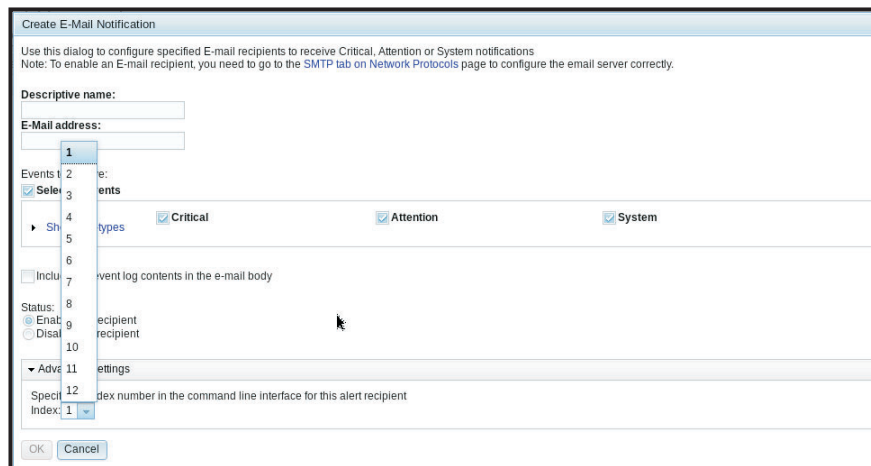 Create E-Mail Notification
Use this dialog to configure specified E-mail recipients to receive Critical, Attention or System notifications
Note: To enable an E-mail recipient, you need to go to the SMTP tab on Network Protocols page to configure the email server correctly.
Descriptive name:
E-Mail address:
1
Events t e:
2
Selec ents
3
4
Critical Attention System
Sho types
5
6
Inclu event log contents in the e-mail body
7
8
Status:
Enab ecipient
9
Disa recipient
10
Adva ettings
11
12
Specif dex number in the command line interface for this alert recipient
Index: 1
OK Cancel